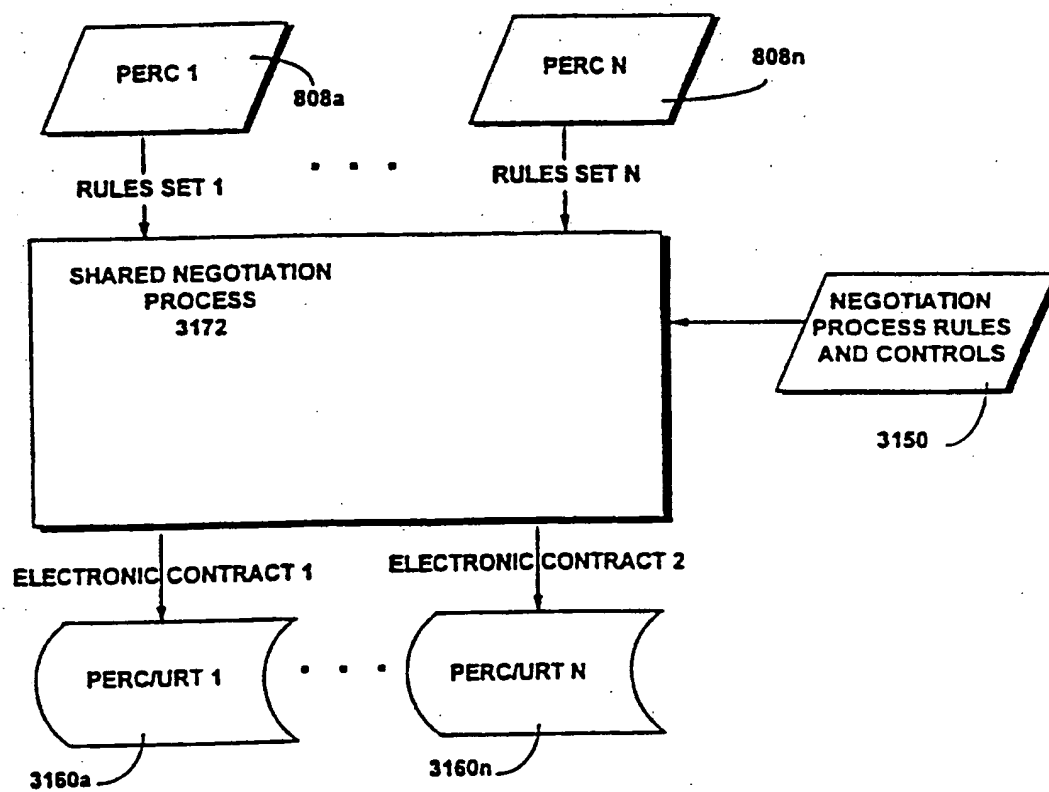 PERC 1
808a
PERC N
808n
RULES SET 1
RULES SET N
SHARED NEGOTIATION
PROCESS
3172
NEGOTIATION
PROCESS RULES
AND CONTROLS
3150
ELECTRONIC CONTRACT 1
ELECTRONIC CONTRACT 2
PERC/URT 1
PERC/URT N
3160a
3160n